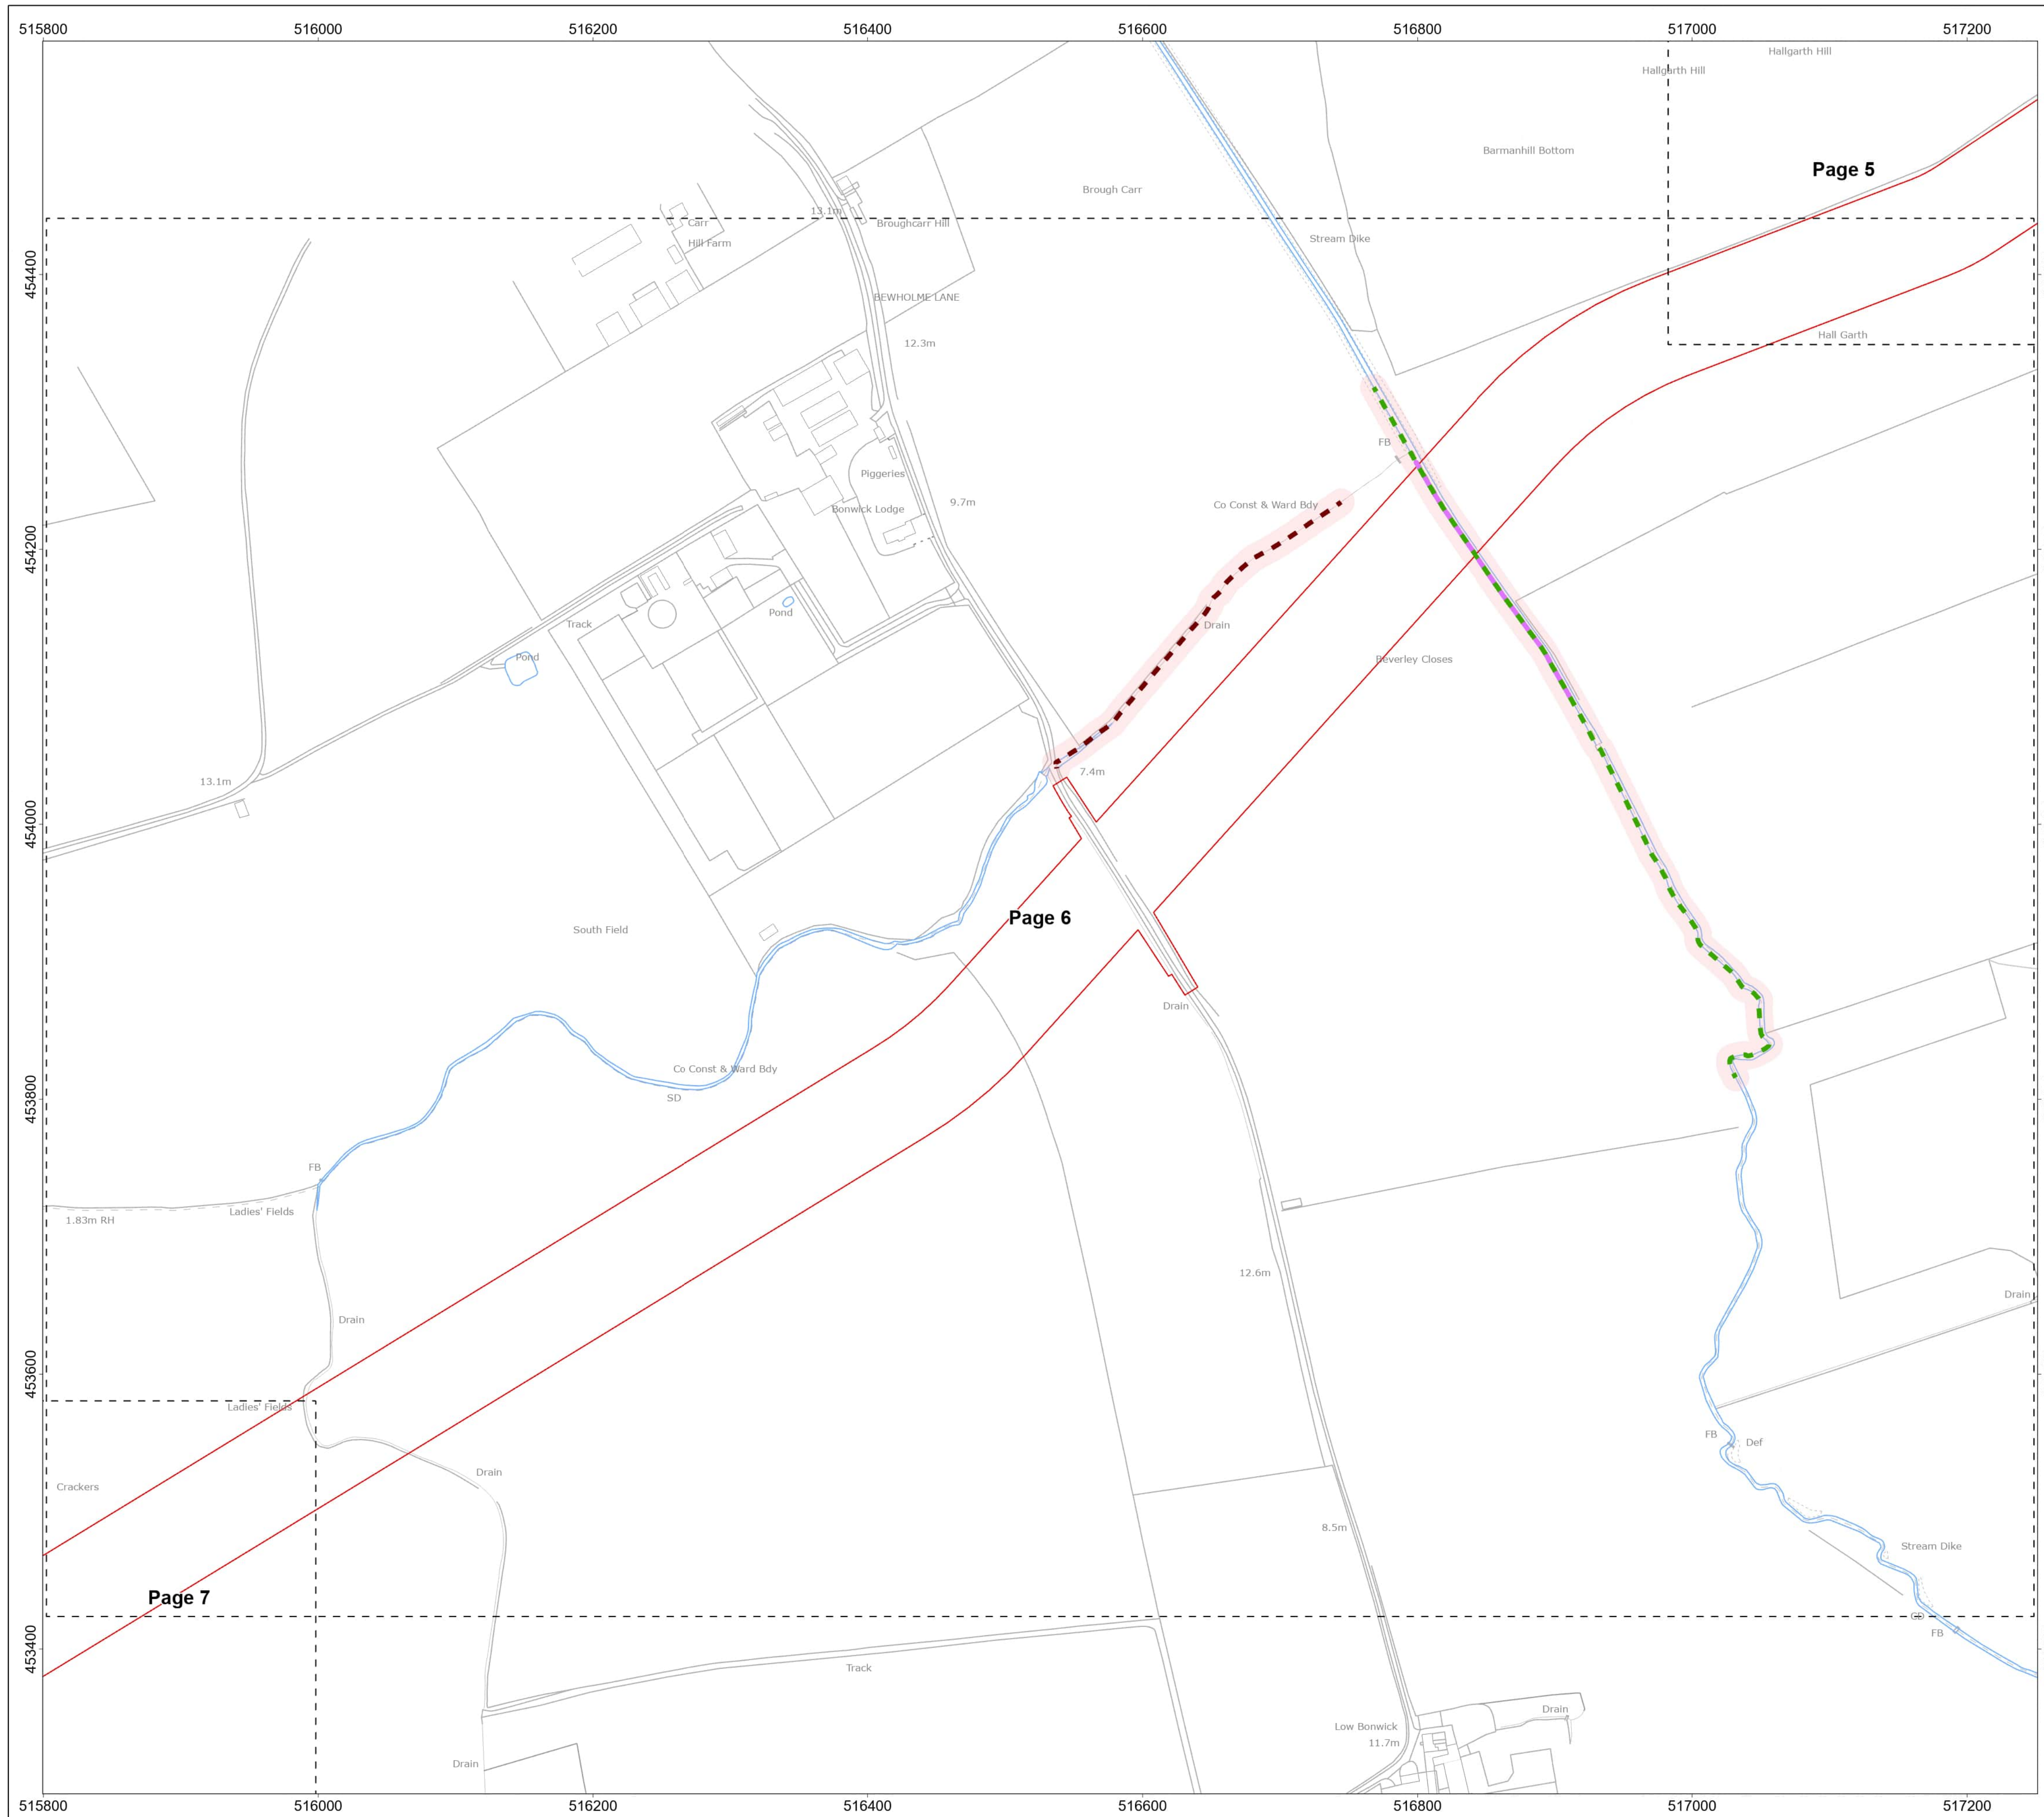 515800 516000 516200 516400 516600 516800 517000 517200
Hallgarth Hill
Hallgarth Hill
Barmanhill Bottom
Page 5
Brough Carr
13.1m
Carr
Hill Farm
Broughcarr Hill
Stream Dike
454400
BEWHOLME LANE
12.3m
Hall Garth
FB
Piggeries
9.7m
Bonwick Lodge
Co Const & Ward Bdy
454200
Pond
Track
Drain
Pond
Beverley Closes
13.1m
7.4m
454000
Page 6
South Field
Drain
Co Const & Ward Bdy
SD
453800
FB
Ladies' Fields
1.83m RH
12.6m
Drain
Drain
453600
Ladies' Fields
FB
Def
Drain
Crackers
8.5m
Stream Dike
Page 7
CD
FB
453400
Track
Drain
Low Bonwick
11.7m
Drain
515800 516000 516200 516400 516600 516800 517000 517200